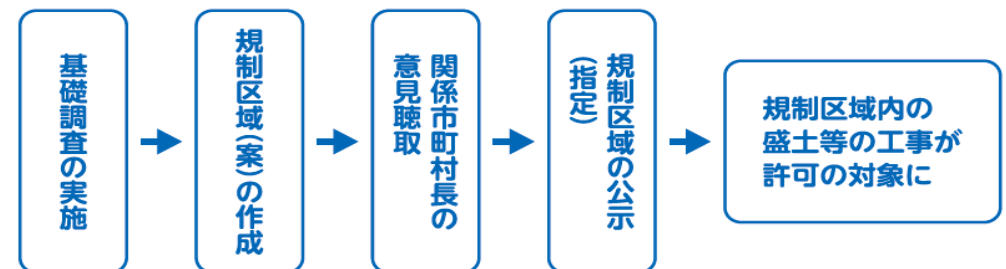 基礎調査の実施
規制区域(案)の作成
関係市町村長の
意見聴取
規制区域の公示
(指定)
規制区域内の
盛土等の工事が
許可の対象に